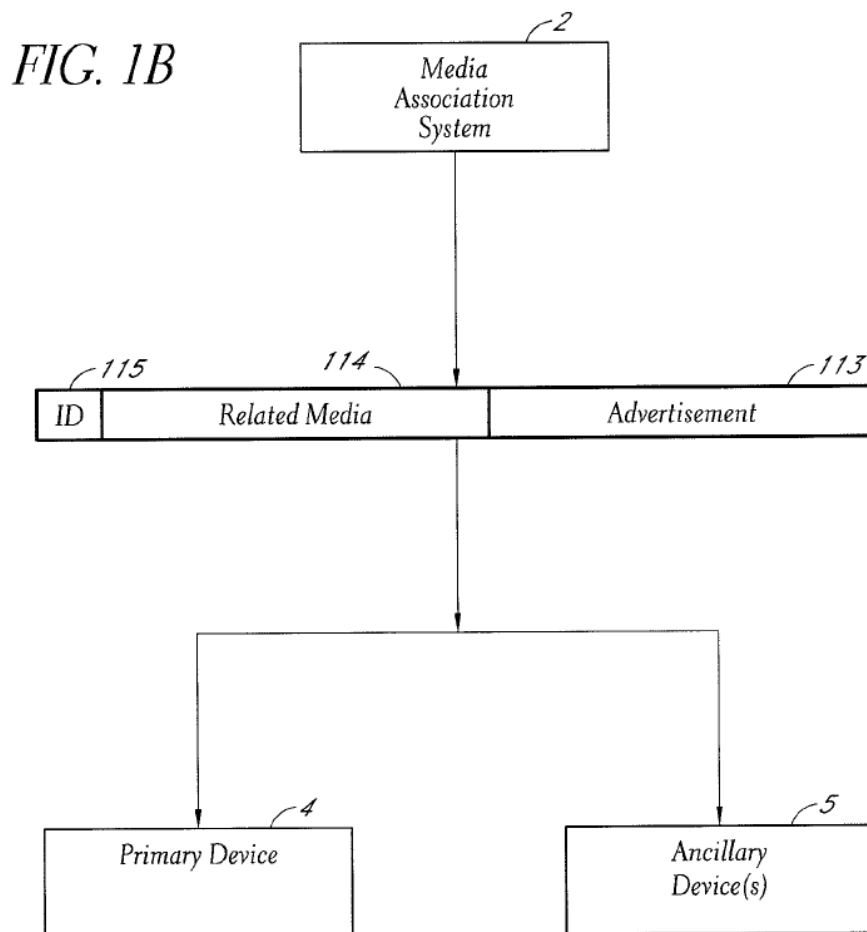 FIG. 1B
2
Media
Association
System
115
114
113
ID
Related Media
Advertisement
4
5
Primary Device
Ancillary
Device(s)